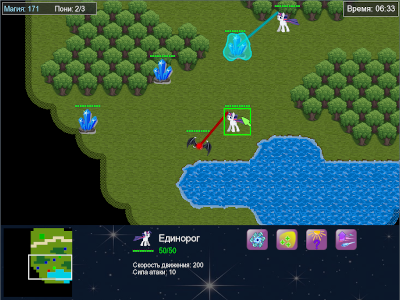 Магия: 171 Пони: 2/3 Время: 06:33
Единорог
50/50
Скорость движения: 200
Сила атаки: 10